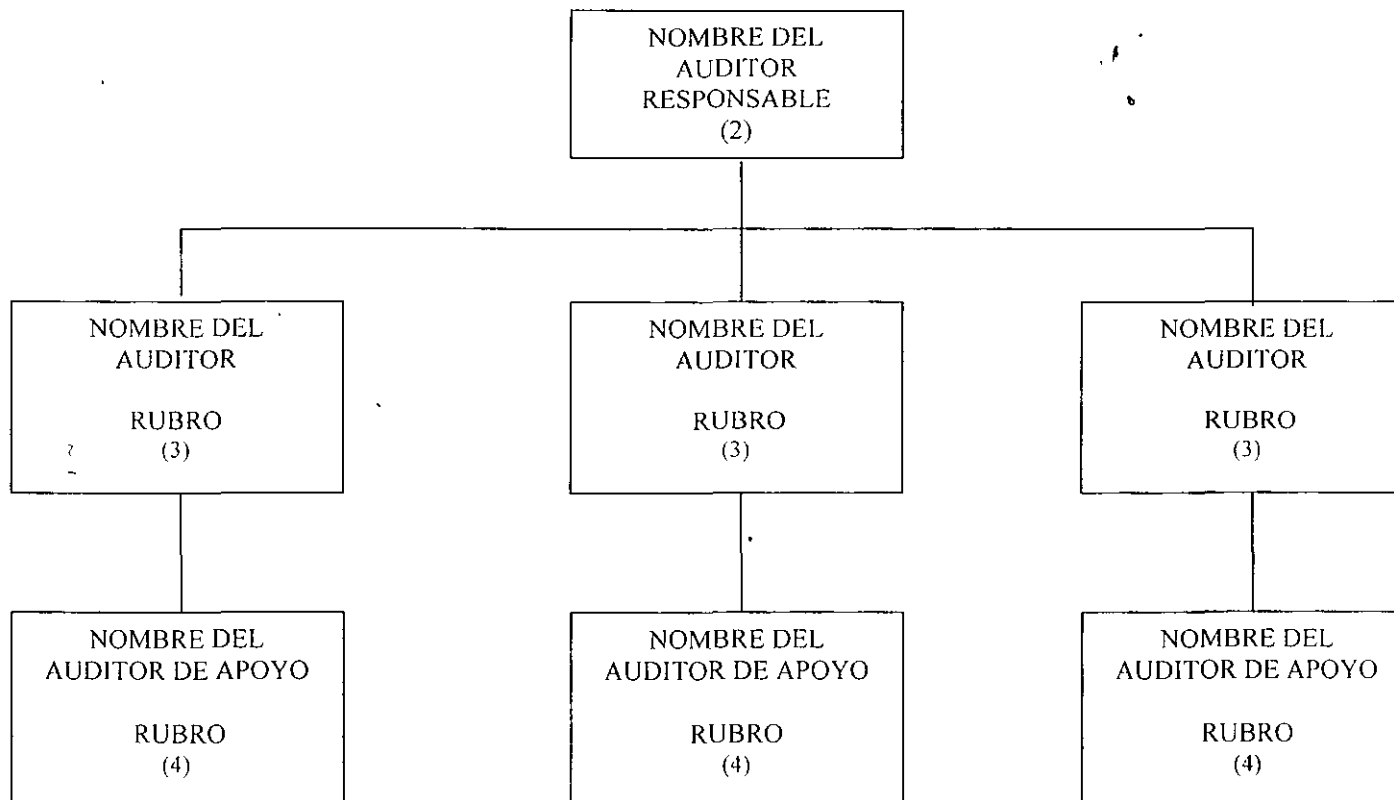 NOMBRE DEL
AUDITOR
RESPONSABLE
(2)
NOMBRE DEL
AUDITOR
RUBRO
(3)
NOMBRE DEL
AUDITOR
RUBRO
(3)
NOMBRE DEL
AUDITOR
RUBRO
(3)
NOMBRE DEL
AUDITOR DE APOYO
RUBRO
(4)
NOMBRE DEL
AUDITOR DE APOYO
RUBRO
(4)
NOMBRE DEL
AUDITOR DE APOYO
RUBRO
(4)